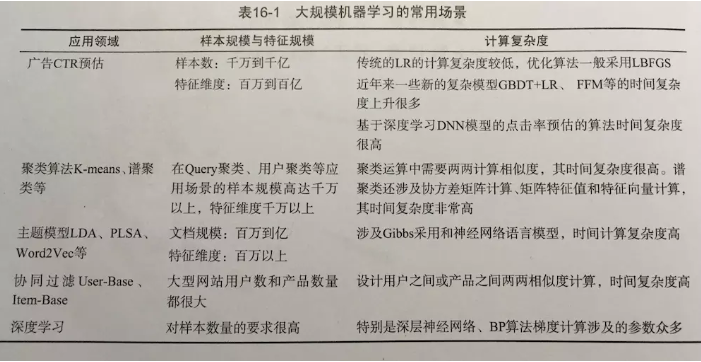 表16-1 大规模机器学习的常用场景
应用领域 样本规模与特征规模 计算复杂度
广告CTR预估 样本数：千万到千亿 传统的LR的计算复杂度较低，优化算法一般采用LBFGS
特征维度：百万到百亿 近年来一些新的复杂模型GBDT+LR、 FFM等的时间复杂
度上升很多
基于深度学习DNN模型的点击率预估的算法时间复杂度
很高
聚类算法K-means、谱聚 在Query聚类、用户聚类等应 聚类运算中需要两两计算相似度，其时间复杂度很高。谱
类等 用场景的样本规模高达千万 聚类还涉及协方差矩阵计算、矩阵特征值和特征向量计算，
以上，特征维度千万以上 其时间复杂度非常高
主题模型LDA、PLSA、 文档规模：百万到亿 涉及Gibbs采用和神经网络语言模型，时间计算复杂度高
Word2Vec等 特征维度：百万以上
协同过滤User-Base、 大型网站用户数和产品数量 设计用户之间或产品之间两两相似度计算，时间复杂度高
Item-Base 都很大
深度学习 对样本数量的要求很高 特别是深层神经网络、BP算法梯度计算涉及的参数众多